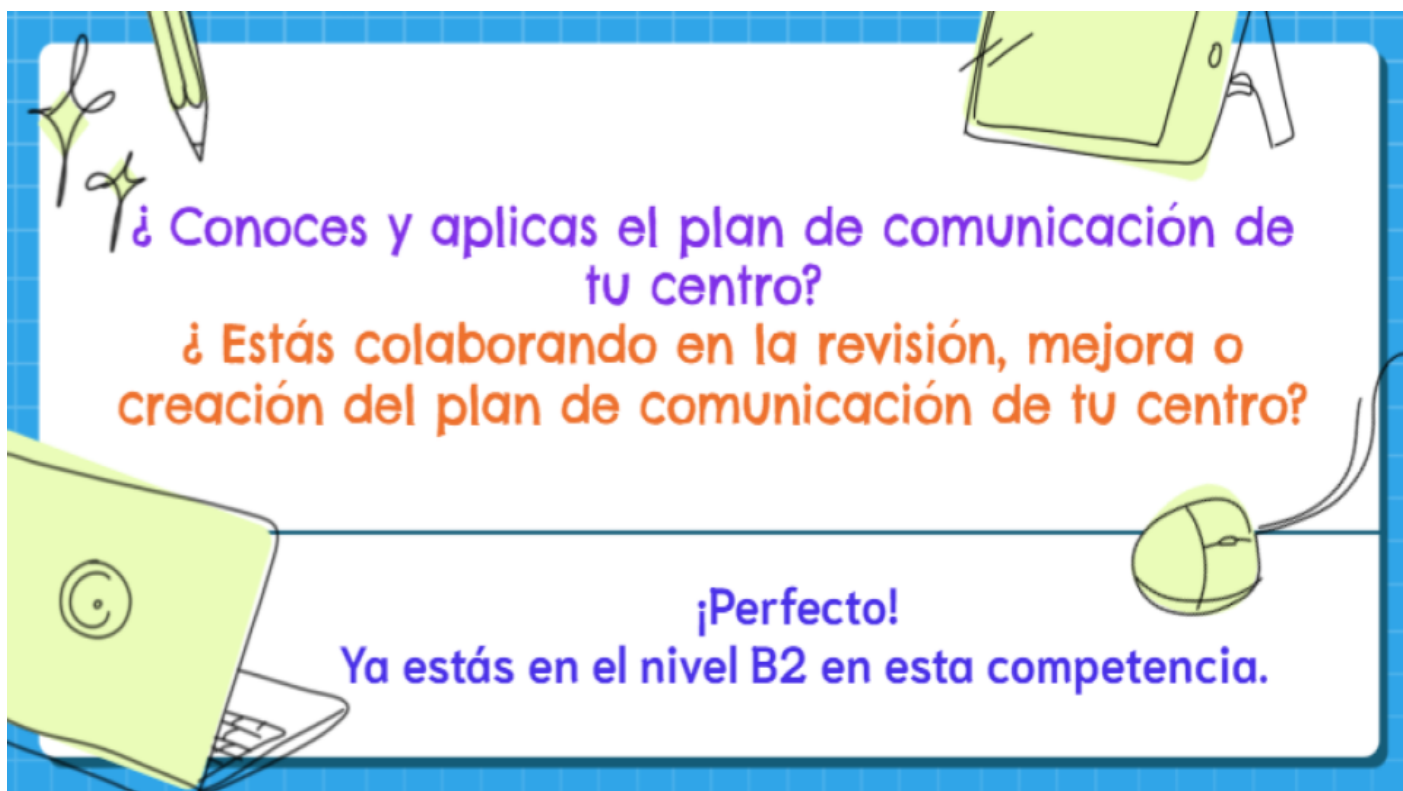 ¿ Conoces y aplicas el plan de comunicación de
tu centro?
¿ Estás colaborando en la revisión, mejora o
creación del plan de comunicación de tu centro?
¡Perfecto!
Ya estás en el nivel B2 en esta competencia.